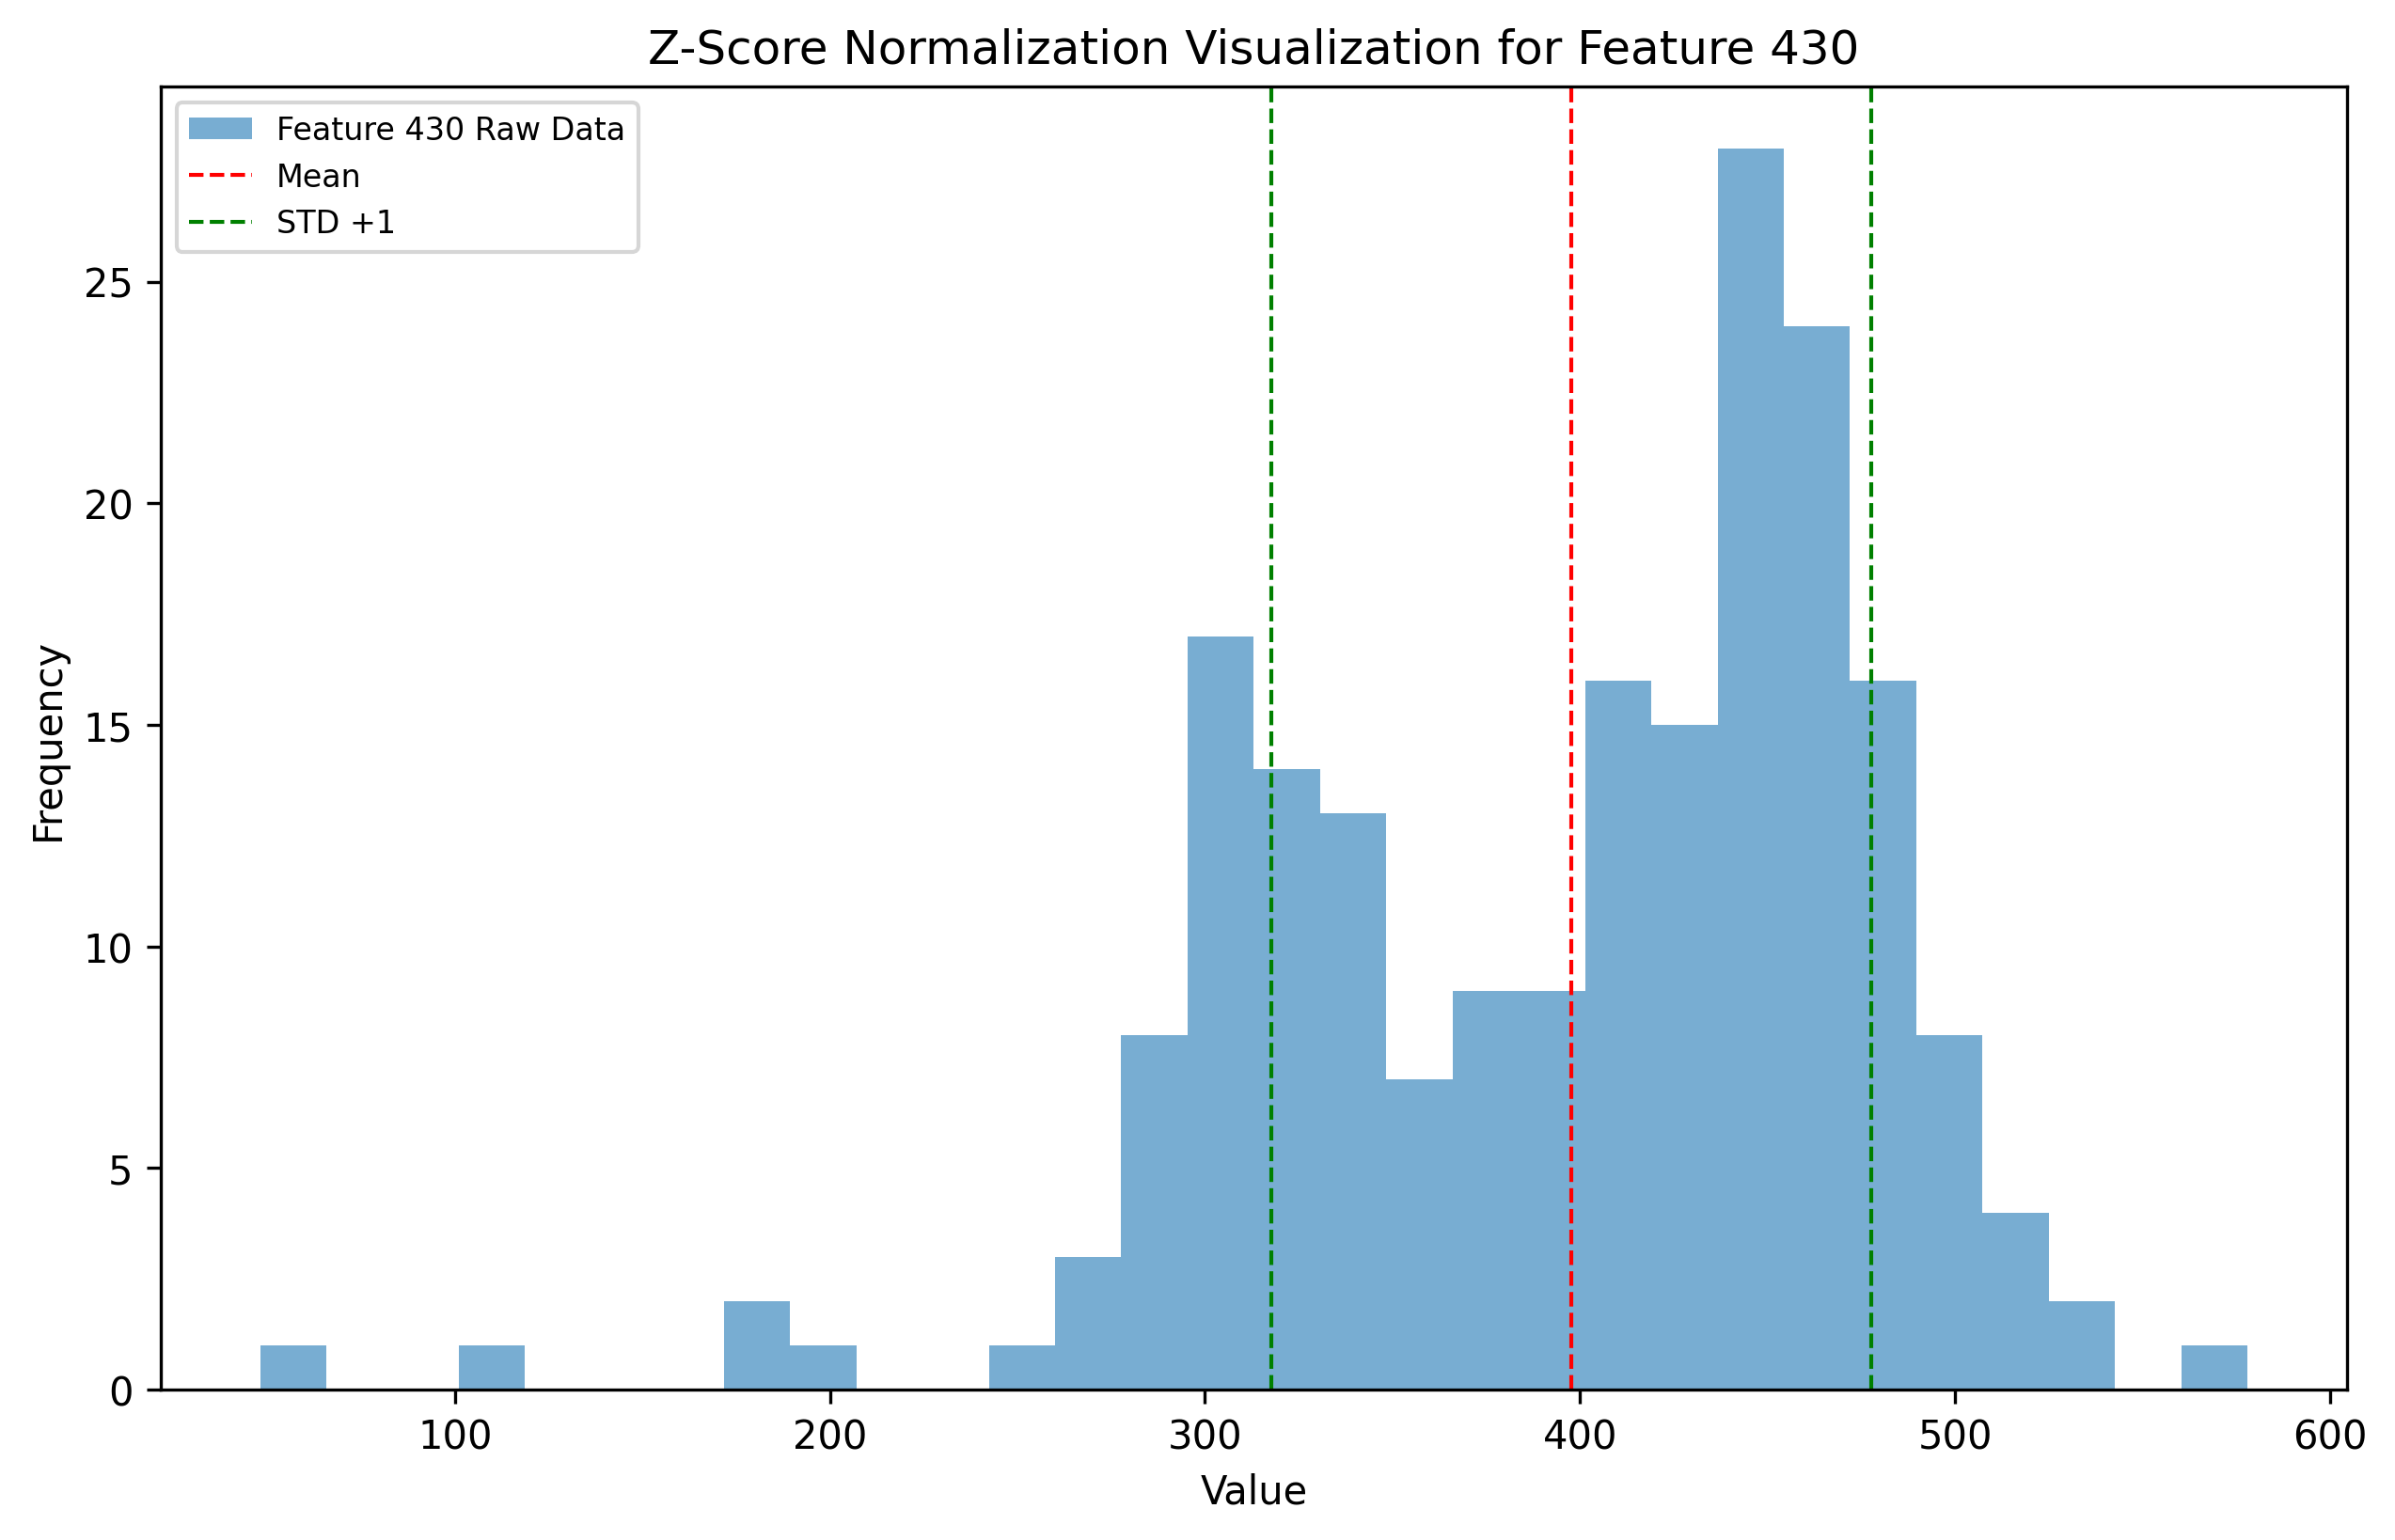 Z-Score Normalization Visualization for Feature 430
Feature 430 Raw Data
Mean
STD +1
Frequency
25
20
15
10
5
0
100 200 300 400 500 600
Value